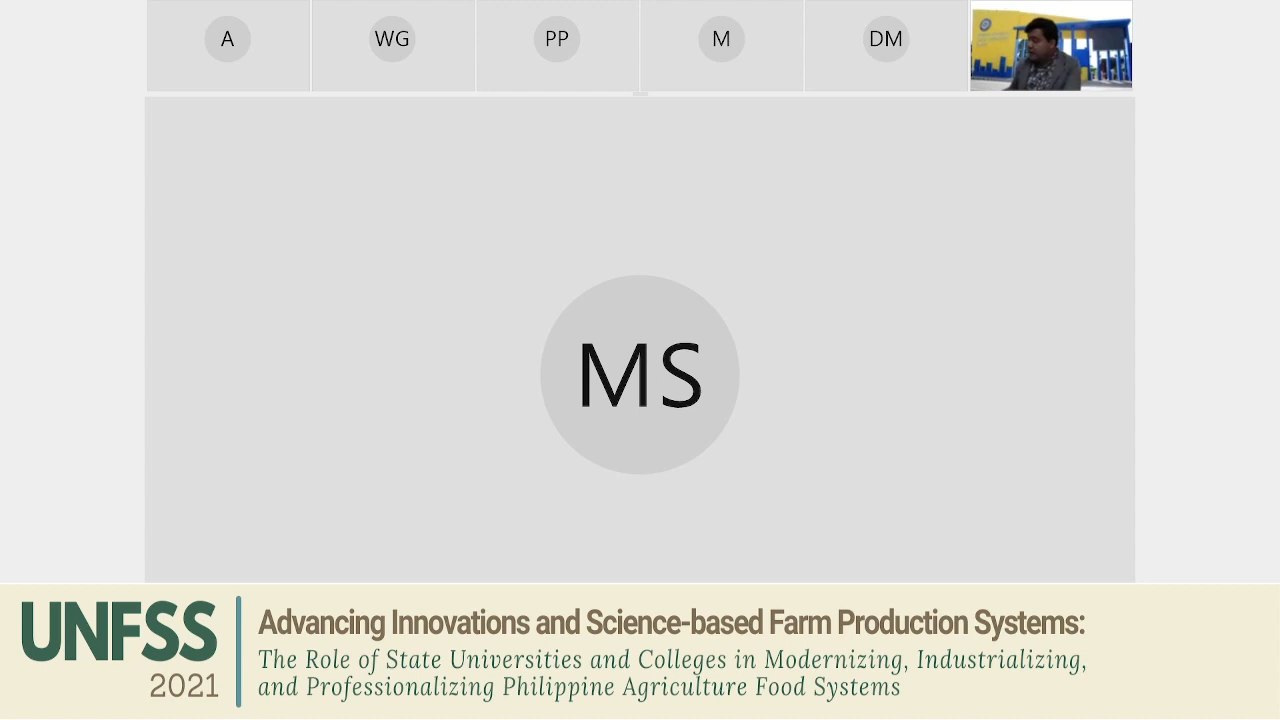 A
WG
PP
M
DM
MS
UNFSS
2021
Advancing Innovations and Science-based Farm Production Systems:
The Role of State Universities and Colleges in Modernizing, Industrializing,
and Professionalizing Philippine Agriculture Food Systems